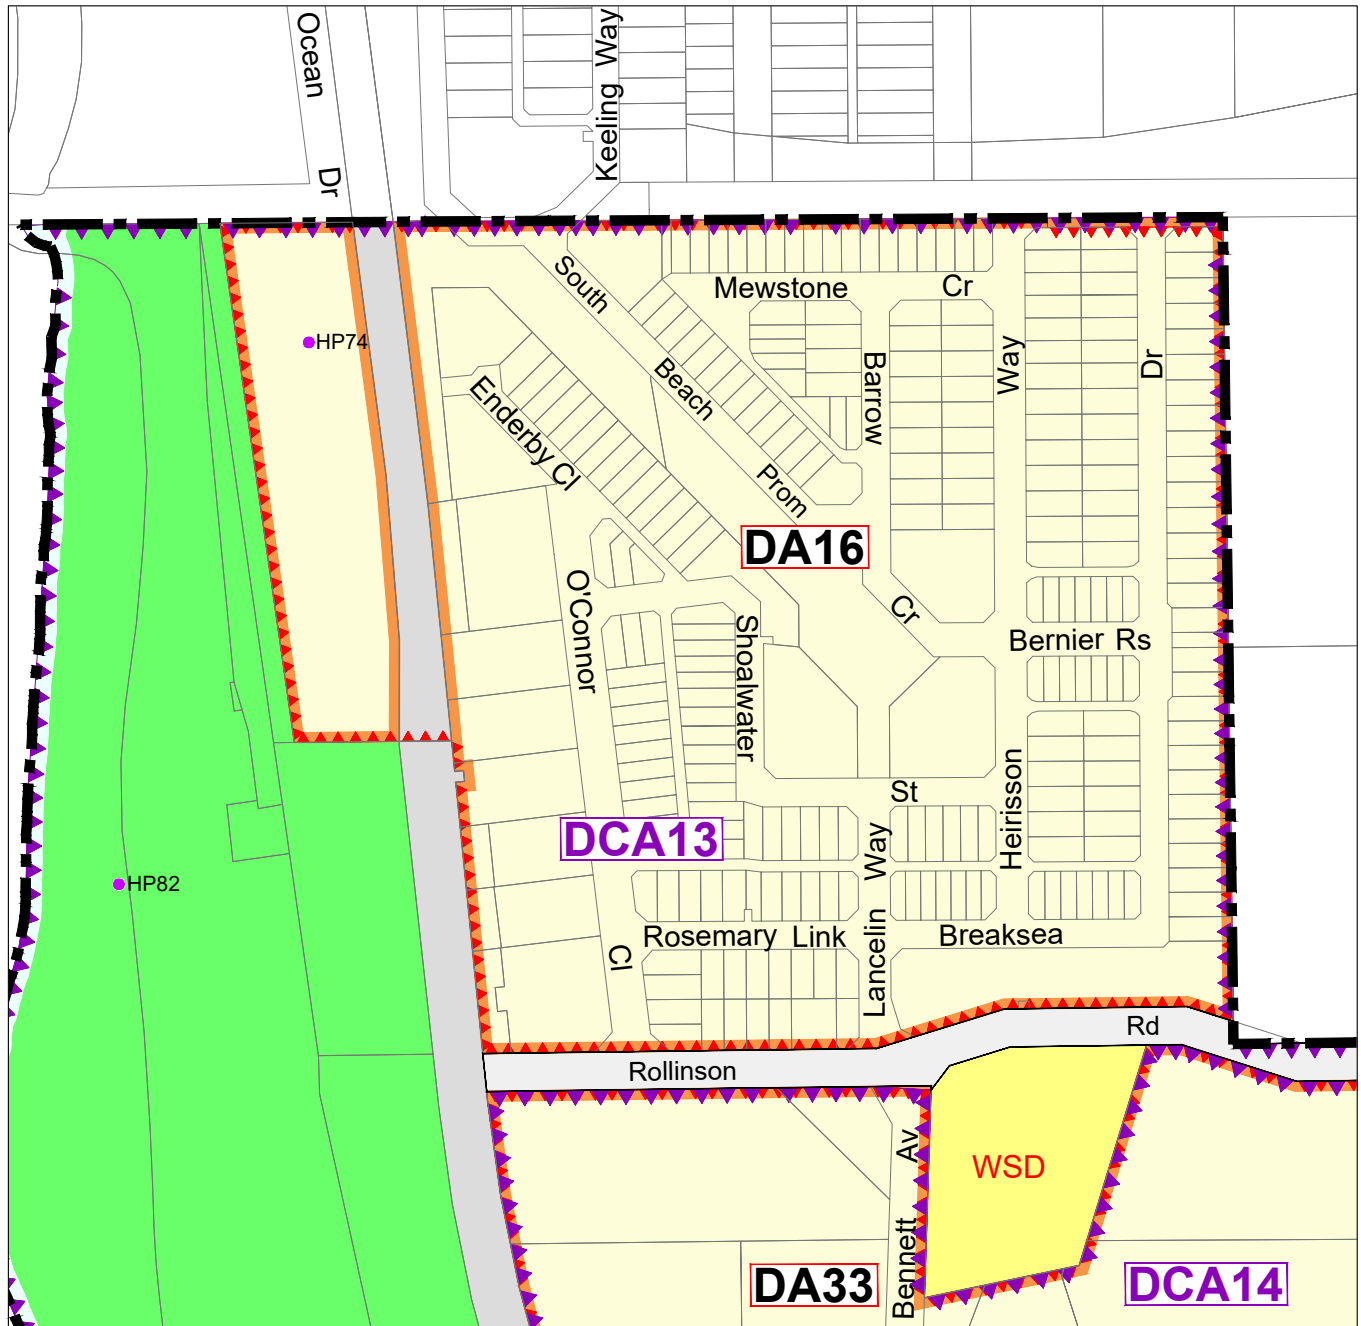 Ocean
Dr
Keeling Way
HP74
South
Beach
Prom
Mewstone
Cr
Barrow
Way
Dr
Enderby Cl
DA16
O'Connor
Shoalwater
Cr
Bernier Rs
St
Heirisson
DCA13
Way
HP82
Rosemary Link
Lancelin
Breaksea
Cl
Rd
Rollinson
Av
WSD
Bennett
DA33
DCA14